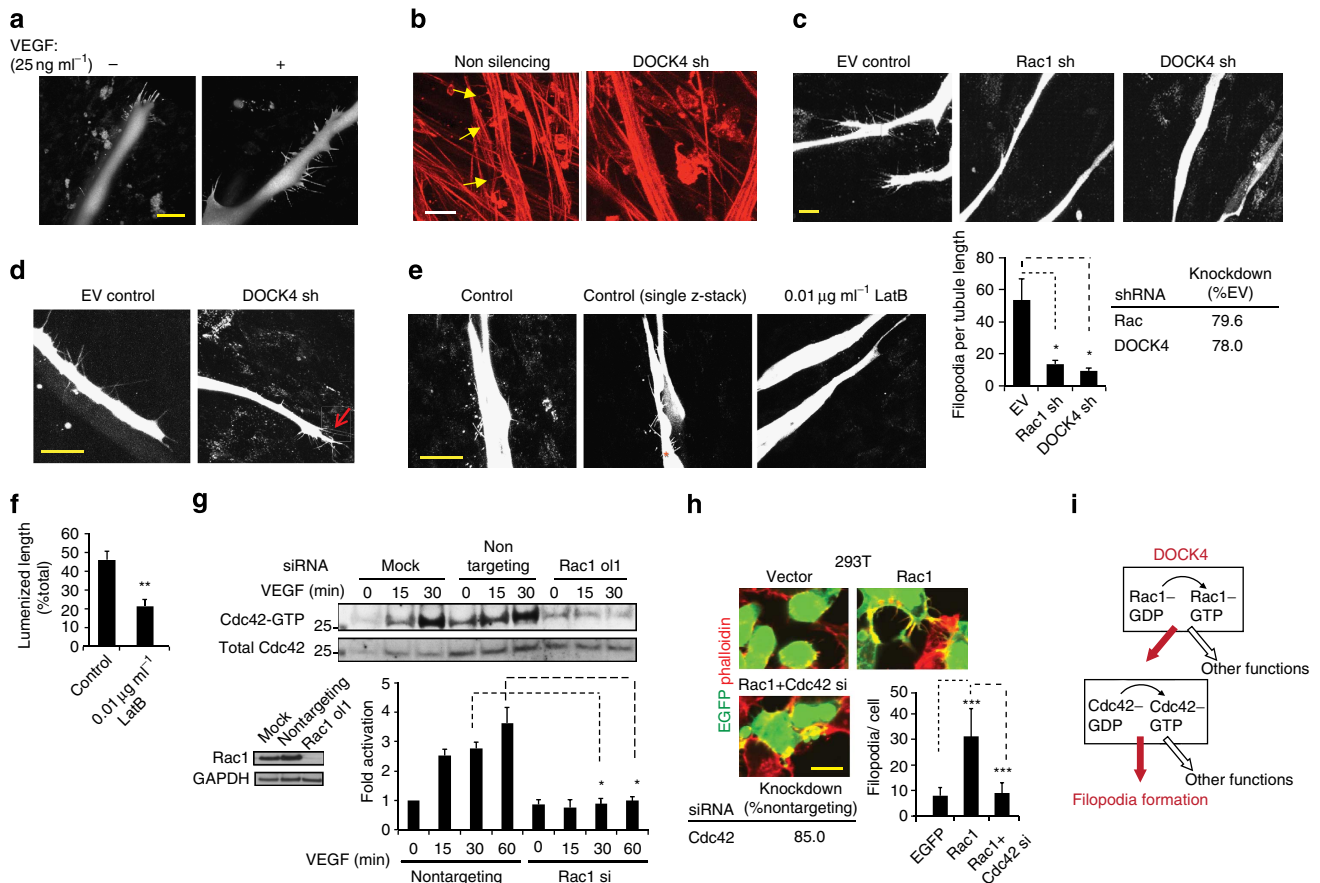 a
VEGF:
(25 ng ml⁻¹) – +
b
Non silencing DOCK4 sh
c
EV control Rac1 sh DOCK4 sh
Filopodia per tubule length
80
60
40
20
0
* *
EV Rac1 sh DOCK4 sh
shRNA Knockdown (%EV)
Rac 79.6
DOCK4 78.0
d
EV control DOCK4 sh
e
Control Control (single z-stack) 0.01 µg ml⁻¹ LatB
*
f
Lumenized length
(%total)
60
50
40
30
20
10
0
**
Control 0.01 µg ml⁻¹ LatB
g
siRNA Mock Non targeting Rac1 ol1
VEGF (min) 0 15 30 0 15 30 0 15 30
Cdc42-GTP 25
Total Cdc42 25
Mock Nontargeting Rac1 ol1
Rac1
GAPDH
Fold activation
5
4
3
2
1
0
* *
VEGF (min) 0 15 30 60 0 15 30 60
Nontargeting Rac1 si
h
293T
Vector Rac1
Rac1+Cdc42 si
EGFP phalloidin
siRNA Knockdown (%nontargeting)
Cdc42 85.0
Filopodia/ cell
50
40
30
20
10
0
*** ***
EGFP Rac1 Rac1+ Cdc42 si
i
DOCK4
Rac1– Rac1–
GDP GTP
Other functions
Cdc42– Cdc42–
GDP GTP
Other functions
Filopodia formation